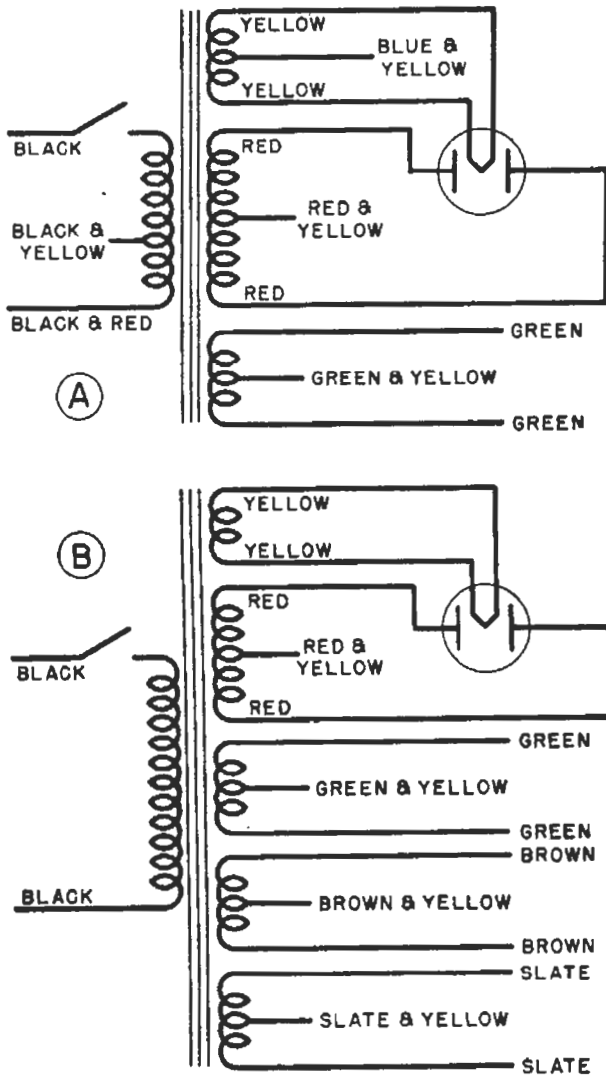 YELLOW
BLUE &
YELLOW
YELLOW
BLACK
RED
BLACK &
YELLOW
RED &
YELLOW
RED
BLACK & RED
GREEN
A
GREEN & YELLOW
GREEN
YELLOW
B
YELLOW
RED
BLACK
RED &
YELLOW
RED
GREEN
GREEN & YELLOW
GREEN
BROWN
BLACK
BROWN & YELLOW
BROWN
SLATE
SLATE & YELLOW
SLATE